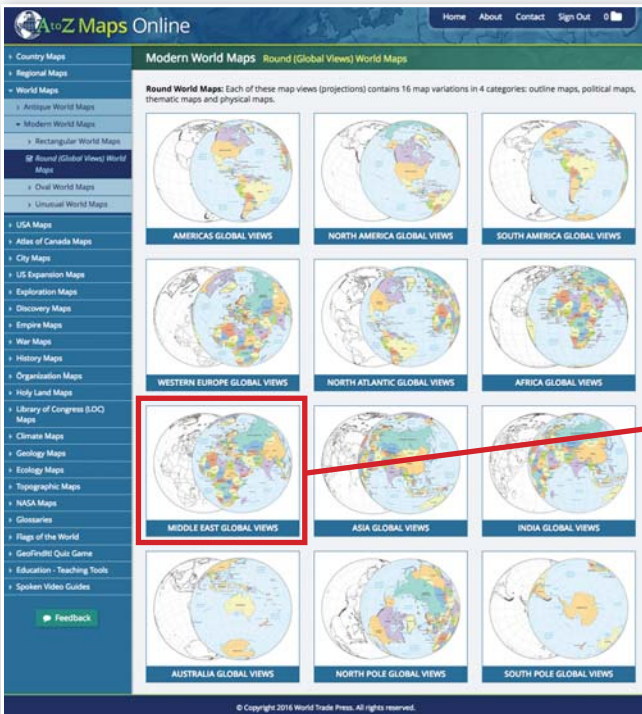 AtoZ Maps Online
Home About Contact Sign Out 0
Country Maps
Regional Maps
World Maps
Antique World Maps
Modern World Maps
Rectangular World Maps
Round (Global Views) World
Maps
Oval World Maps
Unusual World Maps
USA Maps
Atlas of Canada Maps
City Maps
US Expansion Maps
Exploration Maps
Discovery Maps
Empire Maps
War Maps
History Maps
Organization Maps
Holy Land Maps
Library of Congress (LOC)
Maps
Climate Maps
Geology Maps
Ecology Maps
Topographic Maps
NASA Maps
Glossaries
Flags of the World
GeoFindIt! Quiz Game
Education - Teaching Tools
Spoken Video Guides
Feedback
Modern World Maps Round (Global Views) World Maps
Round World Maps: Each of these map views (projections) contains 16 map variations in 4 categories: outline maps, political maps,
thematic maps and physical maps.
AMERICAS GLOBAL VIEWS
NORTH AMERICA GLOBAL VIEWS
SOUTH AMERICA GLOBAL VIEWS
WESTERN EUROPE GLOBAL VIEWS
NORTH ATLANTIC GLOBAL VIEWS
AFRICA GLOBAL VIEWS
MIDDLE EAST GLOBAL VIEWS
ASIA GLOBAL VIEWS
INDIA GLOBAL VIEWS
AUSTRALIA GLOBAL VIEWS
NORTH POLE GLOBAL VIEWS
SOUTH POLE GLOBAL VIEWS
© Copyright 2016 World Trade Press. All rights reserved.